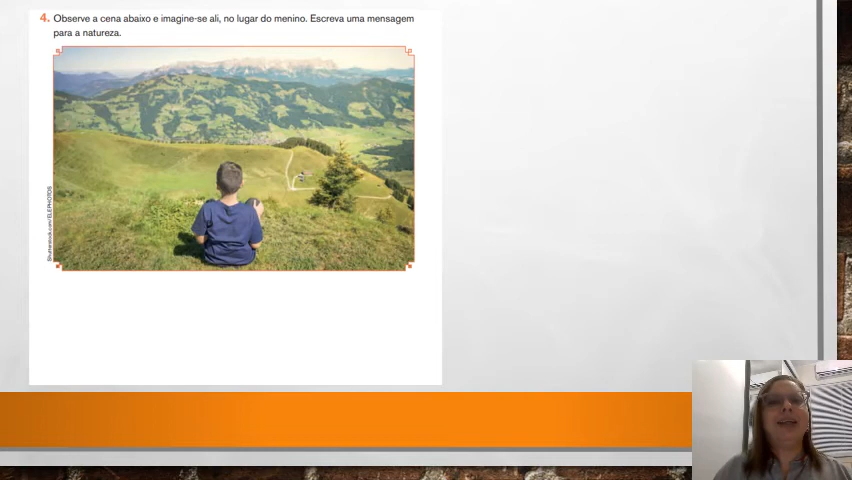 4. Observe a cena abaixo e imagine-se ali, no lugar do menino. Escreva uma mensagem
para a natureza.
Shutterstock.com/ELEPHOTOS